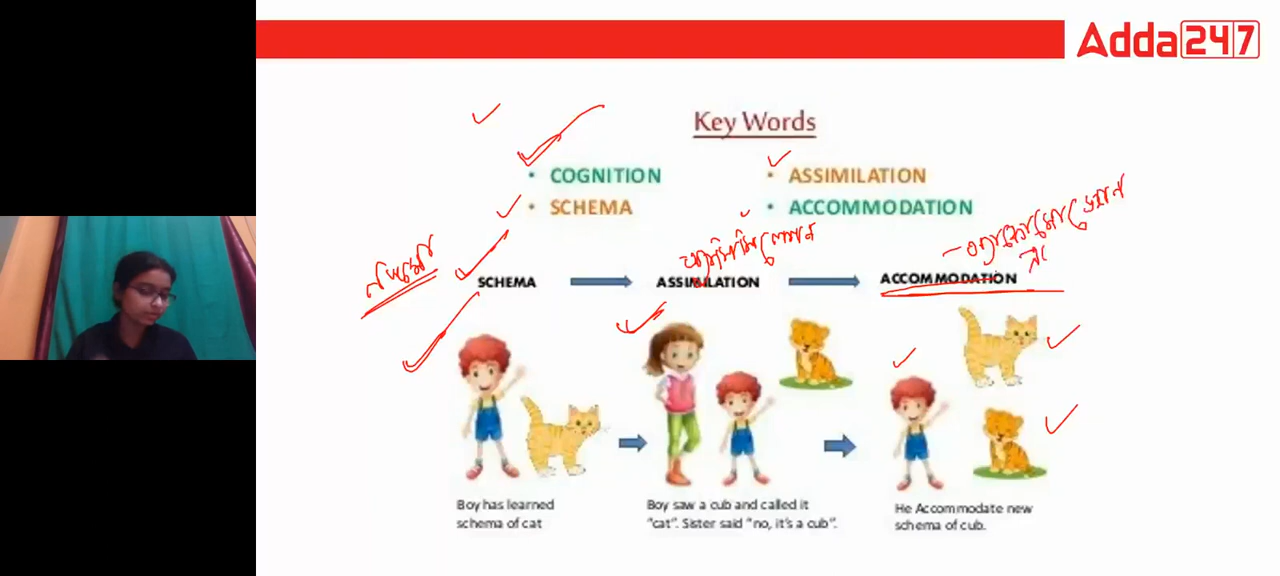 Adda247
Key Words
• COGNITION
• SCHEMA
• ASSIMILATION
• ACCOMMODATION
SCHEMA
ASSIMILATION
ACCOMMODATION
Boy has learned
schema of cat
Boy saw a cub and called it
"cat". Sister said "no, it's a cub".
He Accommodate new
schema of cub.